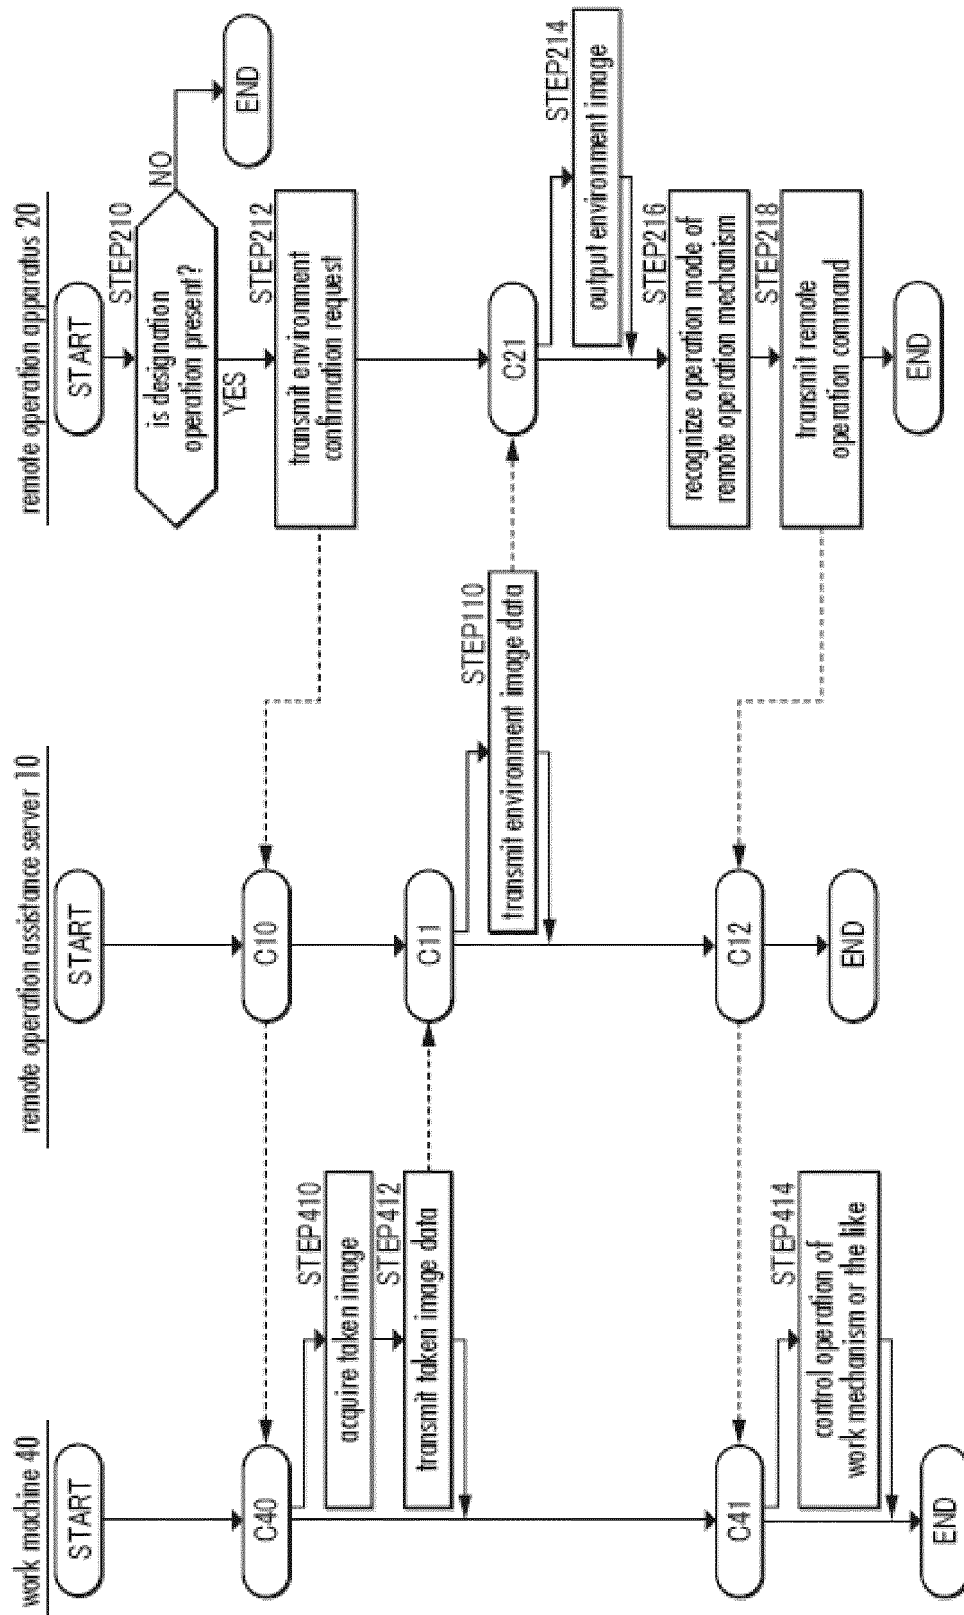 work machine 40
START
C40
STEP410
acquire taken image
STEP412
transmit taken image data
C41
STEP414
control operation of
work mechanism or the like
END
remote operation assistance server 10
START
C10
C11
STEP110
transmit environment image data
C12
END
remote operation apparatus 20
START
STEP210
is designation
operation present?
NO
END
YES
STEP212
transmit environment
confirmation request
C21
STEP214
output environment image
STEP216
recognize operation mode of
remote operation mechanism
STEP218
transmit remote
operation command
END